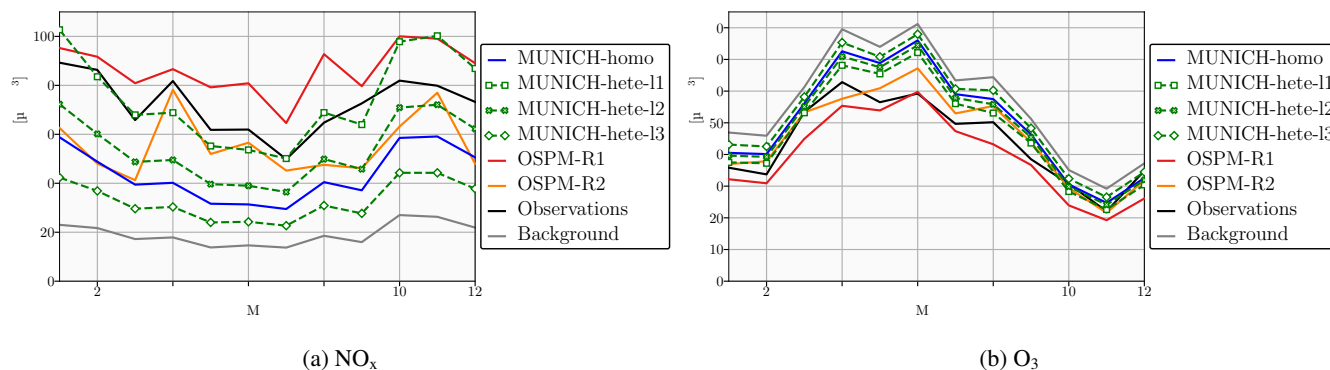 [µ 3]
100
0
0
0
20
0
2
10
12
M
MUNICH-homo
MUNICH-hete-l1
MUNICH-hete-l2
MUNICH-hete-l3
OSPM-R1
OSPM-R2
Observations
Background
(a) NOx
[µ 3]
0
0
0
50
0
0
20
10
0
2
10
12
M
MUNICH-homo
MUNICH-hete-l1
MUNICH-hete-l2
MUNICH-hete-l3
OSPM-R1
OSPM-R2
Observations
Background
(b) O3